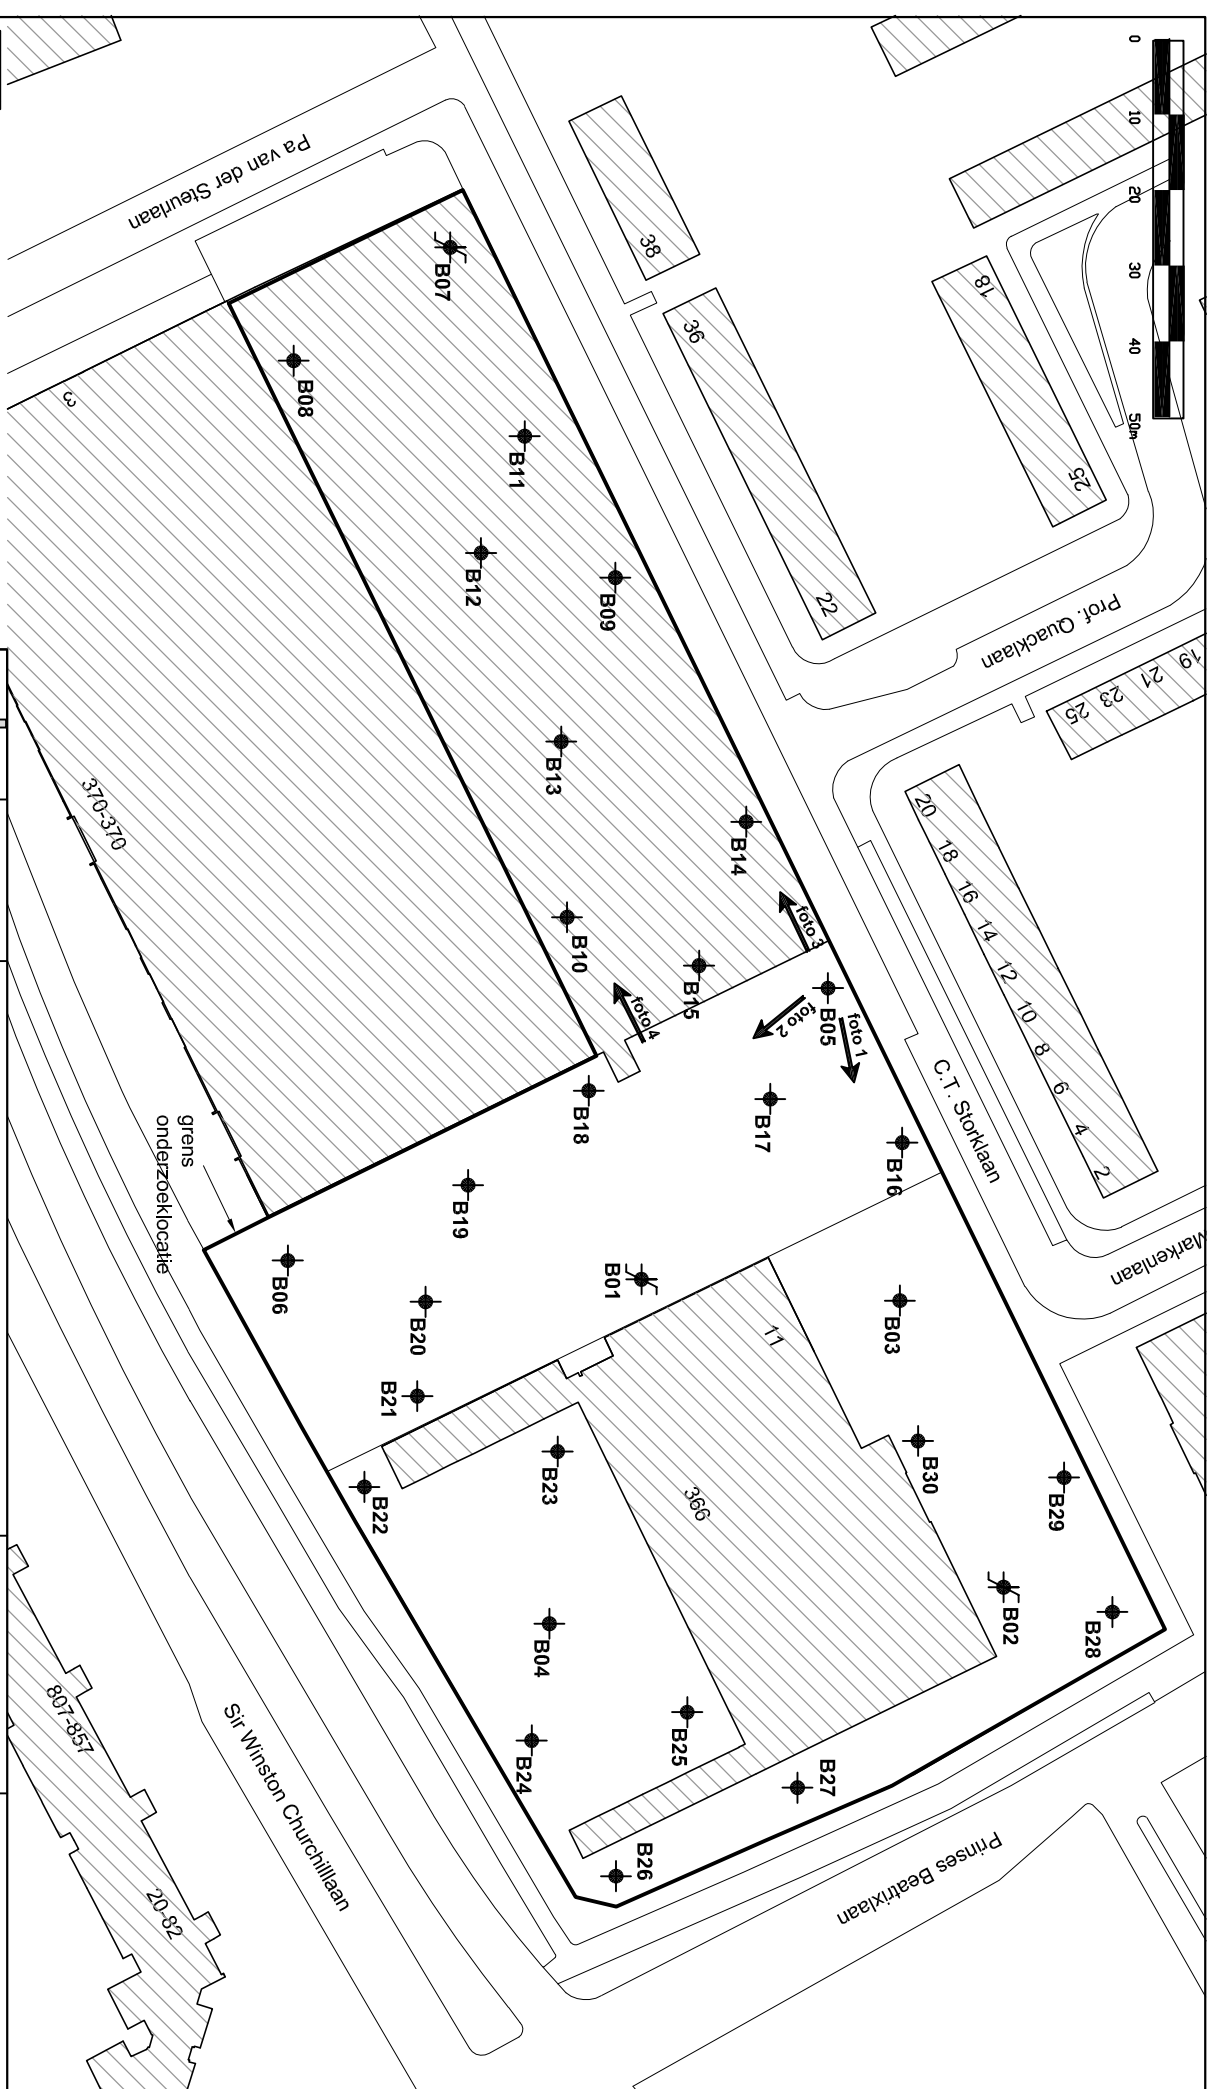 0
10
20
30
40
50m
Pa van der Steurlaan
38
36
22
18
25
Prof. Quacklaan
19
21
23
25
20
18
16
14
12
10
8
6
4
2
C.T. Storklaan
Markenlaan
3
370-370
B07
B08
B11
B12
B09
B13
B14
B10
B15
foto 3
foto 4
B05
foto 2
foto 1
B17
B18
B16
B19
B06
B20
B21
B01
B03
11
366
B30
B29
B02
B28
B23
B22
B04
B24
B25
B27
B26
grens
onderzoeklocatie
Sir Winston Churchilllaan
Prinses Beatrixlaan
807-857
20-82